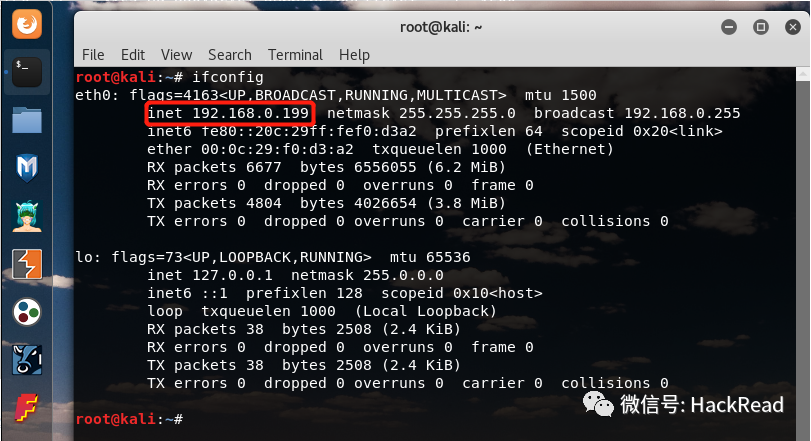 root@kali: ~
File Edit View Search Terminal Help
root@kali:~# ifconfig
eth0: flags=4163<UP,BROADCAST,RUNNING,MULTICAST>  mtu 1500
        inet 192.168.0.199  netmask 255.255.255.0  broadcast 192.168.0.255
        inet6 fe80::20c:29ff:fef0:d3a2  prefixlen 64  scopeid 0x20<link>
        ether 00:0c:29:f0:d3:a2  txqueuelen 1000  (Ethernet)
        RX packets 6677  bytes 6556055 (6.2 MiB)
        RX errors 0  dropped 0  overruns 0  frame 0
        TX packets 4804  bytes 4026654 (3.8 MiB)
        TX errors 0  dropped 0 overruns 0  carrier 0  collisions 0
lo: flags=73<UP,LOOPBACK,RUNNING>  mtu 65536
        inet 127.0.0.1  netmask 255.0.0.0
        inet6 ::1  prefixlen 128  scopeid 0x10<host>
        loop  txqueuelen 1000  (Local Loopback)
        RX packets 38  bytes 2508 (2.4 KiB)
        RX errors 0  dropped 0  overruns 0  frame 0
        TX packets 38  bytes 2508 (2.4 KiB)
        TX errors 0  dropped 0 overruns 0  carrier 0  collisions 0
root@kali:~#
微信号: HackRead